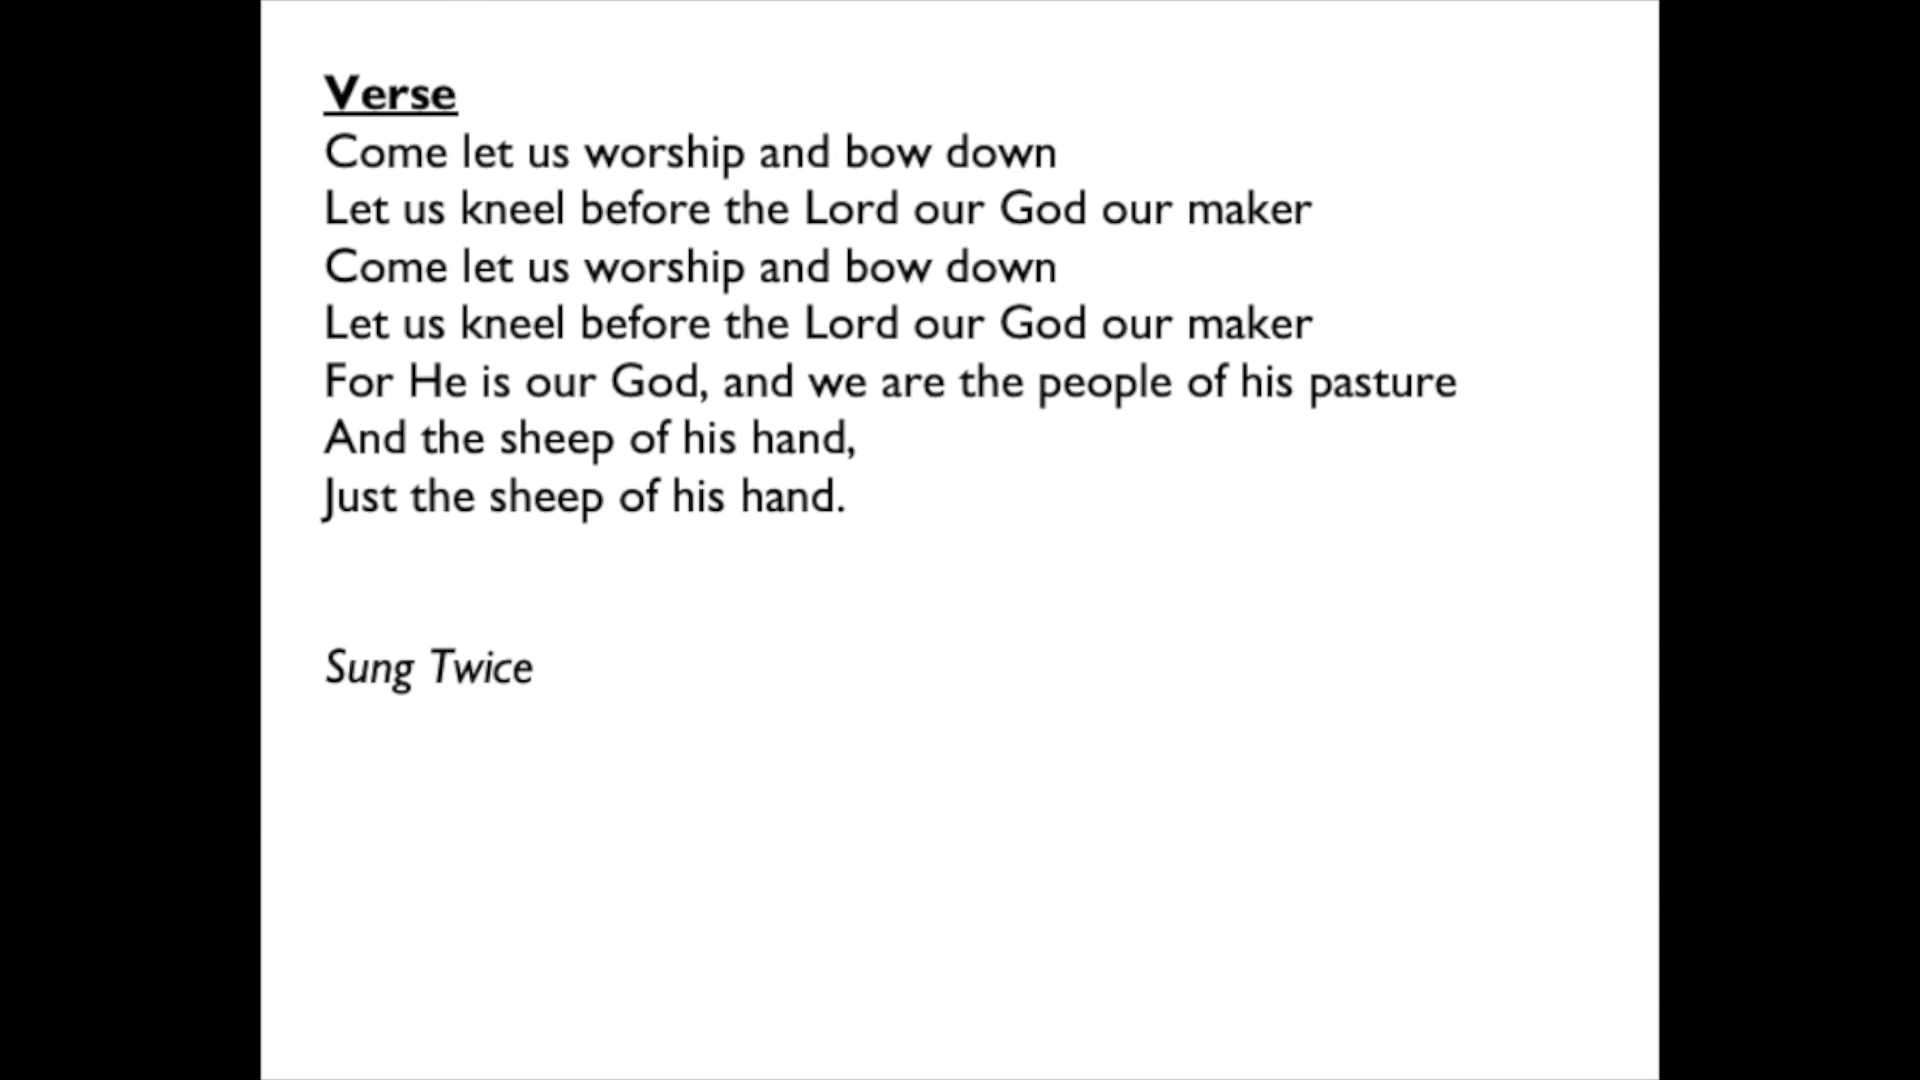 Verse
Come let us worship and bow down
Let us kneel before the Lord our God our maker
Come let us worship and bow down
Let us kneel before the Lord our God our maker
For He is our God, and we are the people of his pasture
And the sheep of his hand,
Just the sheep of his hand.
Sung Twice